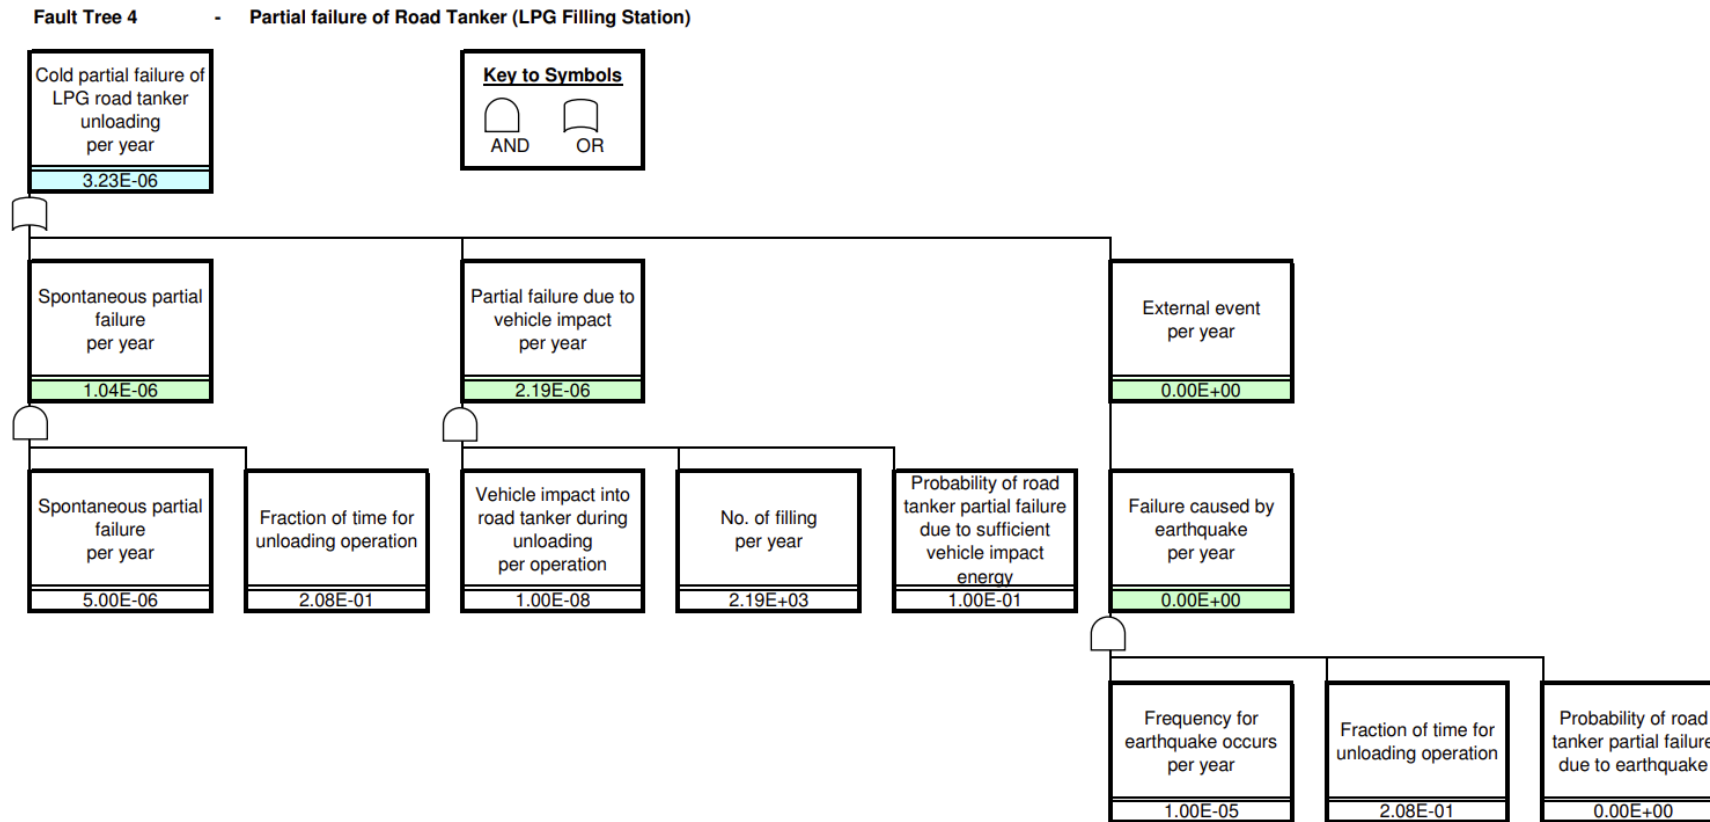 Fault Tree 4 - Partial failure of Road Tanker (LPG Filling Station)
Cold partial failure of
LPG road tanker
unloading
per year
3.23E-06
Key to Symbols
AND OR
Spontaneous partial
failure
per year
1.04E-06
Partial failure due to
vehicle impact
per year
2.19E-06
External event
per year
0.00E+00
Spontaneous partial
failure
per year
5.00E-06
Fraction of time for
unloading operation
2.08E-01
Vehicle impact into
road tanker during
unloading
per operation
1.00E-08
No. of filling
per year
2.19E+03
Probability of road
tanker partial failure
due to sufficient
vehicle impact
energy
1.00E-01
Failure caused by
earthquake
per year
0.00E+00
Frequency for
earthquake occurs
per year
1.00E-05
Fraction of time for
unloading operation
2.08E-01
Probability of road
tanker partial failure
due to earthquake
0.00E+00